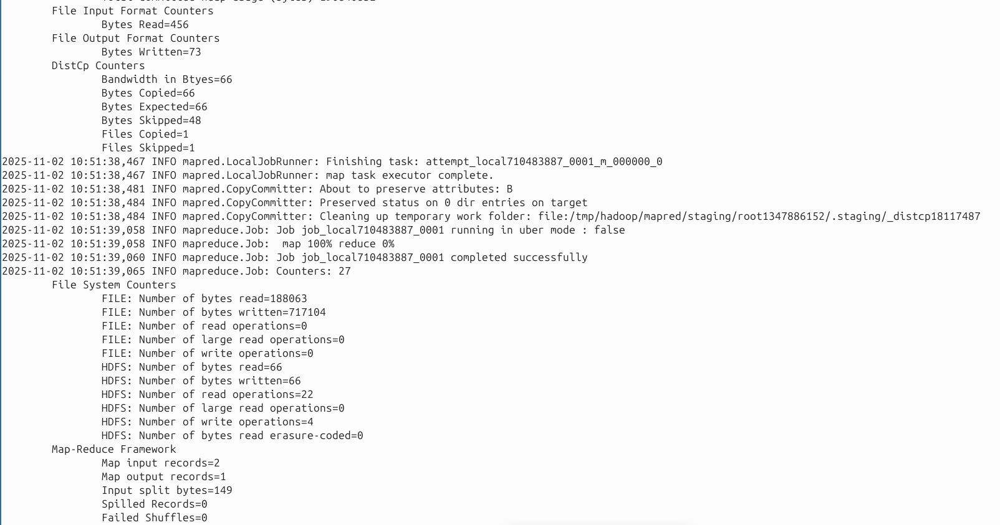 File Input Format Counters
Bytes Read=456
File Output Format Counters
Bytes Written=73
DistCp Counters
Bandwidth in Btyes=66
Bytes Copied=66
Bytes Expected=66
Bytes Skipped=48
Files Copied=1
Files Skipped=1
2025-11-02 10:51:38,467 INFO mapred.LocalJobRunner: Finishing task: attempt_local710483887_0001_m_000000_0
2025-11-02 10:51:38,467 INFO mapred.LocalJobRunner: map task executor complete.
2025-11-02 10:51:38,481 INFO mapred.CopyCommitter: About to preserve attributes: B
2025-11-02 10:51:38,484 INFO mapred.CopyCommitter: Preserved status on 0 dir entries on target
2025-11-02 10:51:38,484 INFO mapred.CopyCommitter: Cleaning up temporary work folder: file:/tmp/hadoop/mapred/staging/root1347886152/.staging/_distcp18117487
2025-11-02 10:51:39,058 INFO mapreduce.Job: Job job_local710483887_0001 running in uber mode : false
2025-11-02 10:51:39,058 INFO mapreduce.Job:  map 100% reduce 0%
2025-11-02 10:51:39,060 INFO mapreduce.Job: Job job_local710483887_0001 completed successfully
2025-11-02 10:51:39,065 INFO mapreduce.Job: Counters: 27
File System Counters
FILE: Number of bytes read=188063
FILE: Number of bytes written=717104
FILE: Number of read operations=0
FILE: Number of large read operations=0
FILE: Number of write operations=0
HDFS: Number of bytes read=66
HDFS: Number of bytes written=66
HDFS: Number of read operations=22
HDFS: Number of large read operations=0
HDFS: Number of write operations=4
HDFS: Number of bytes read erasure-coded=0
Map-Reduce Framework
Map input records=2
Map output records=1
Input split bytes=149
Spilled Records=0
Failed Shuffles=0